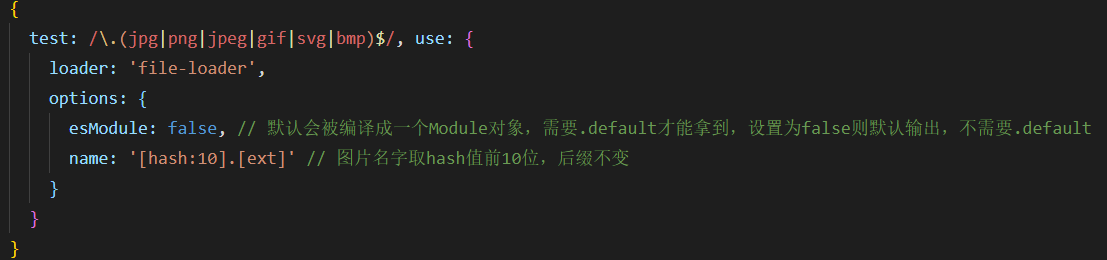 {
  test: /\.(jpg|png|jpeg|gif|svg|bmp)$/, use: {
    loader: 'file-loader',
    options: {
      esModule: false, // 默认会被编译成一个Module对象，需要.default才能拿到，设置为false则默认输出，不需要.default
      name: '[hash:10].[ext]' // 图片名字取hash值前10位，后缀不变
    }
  }
}